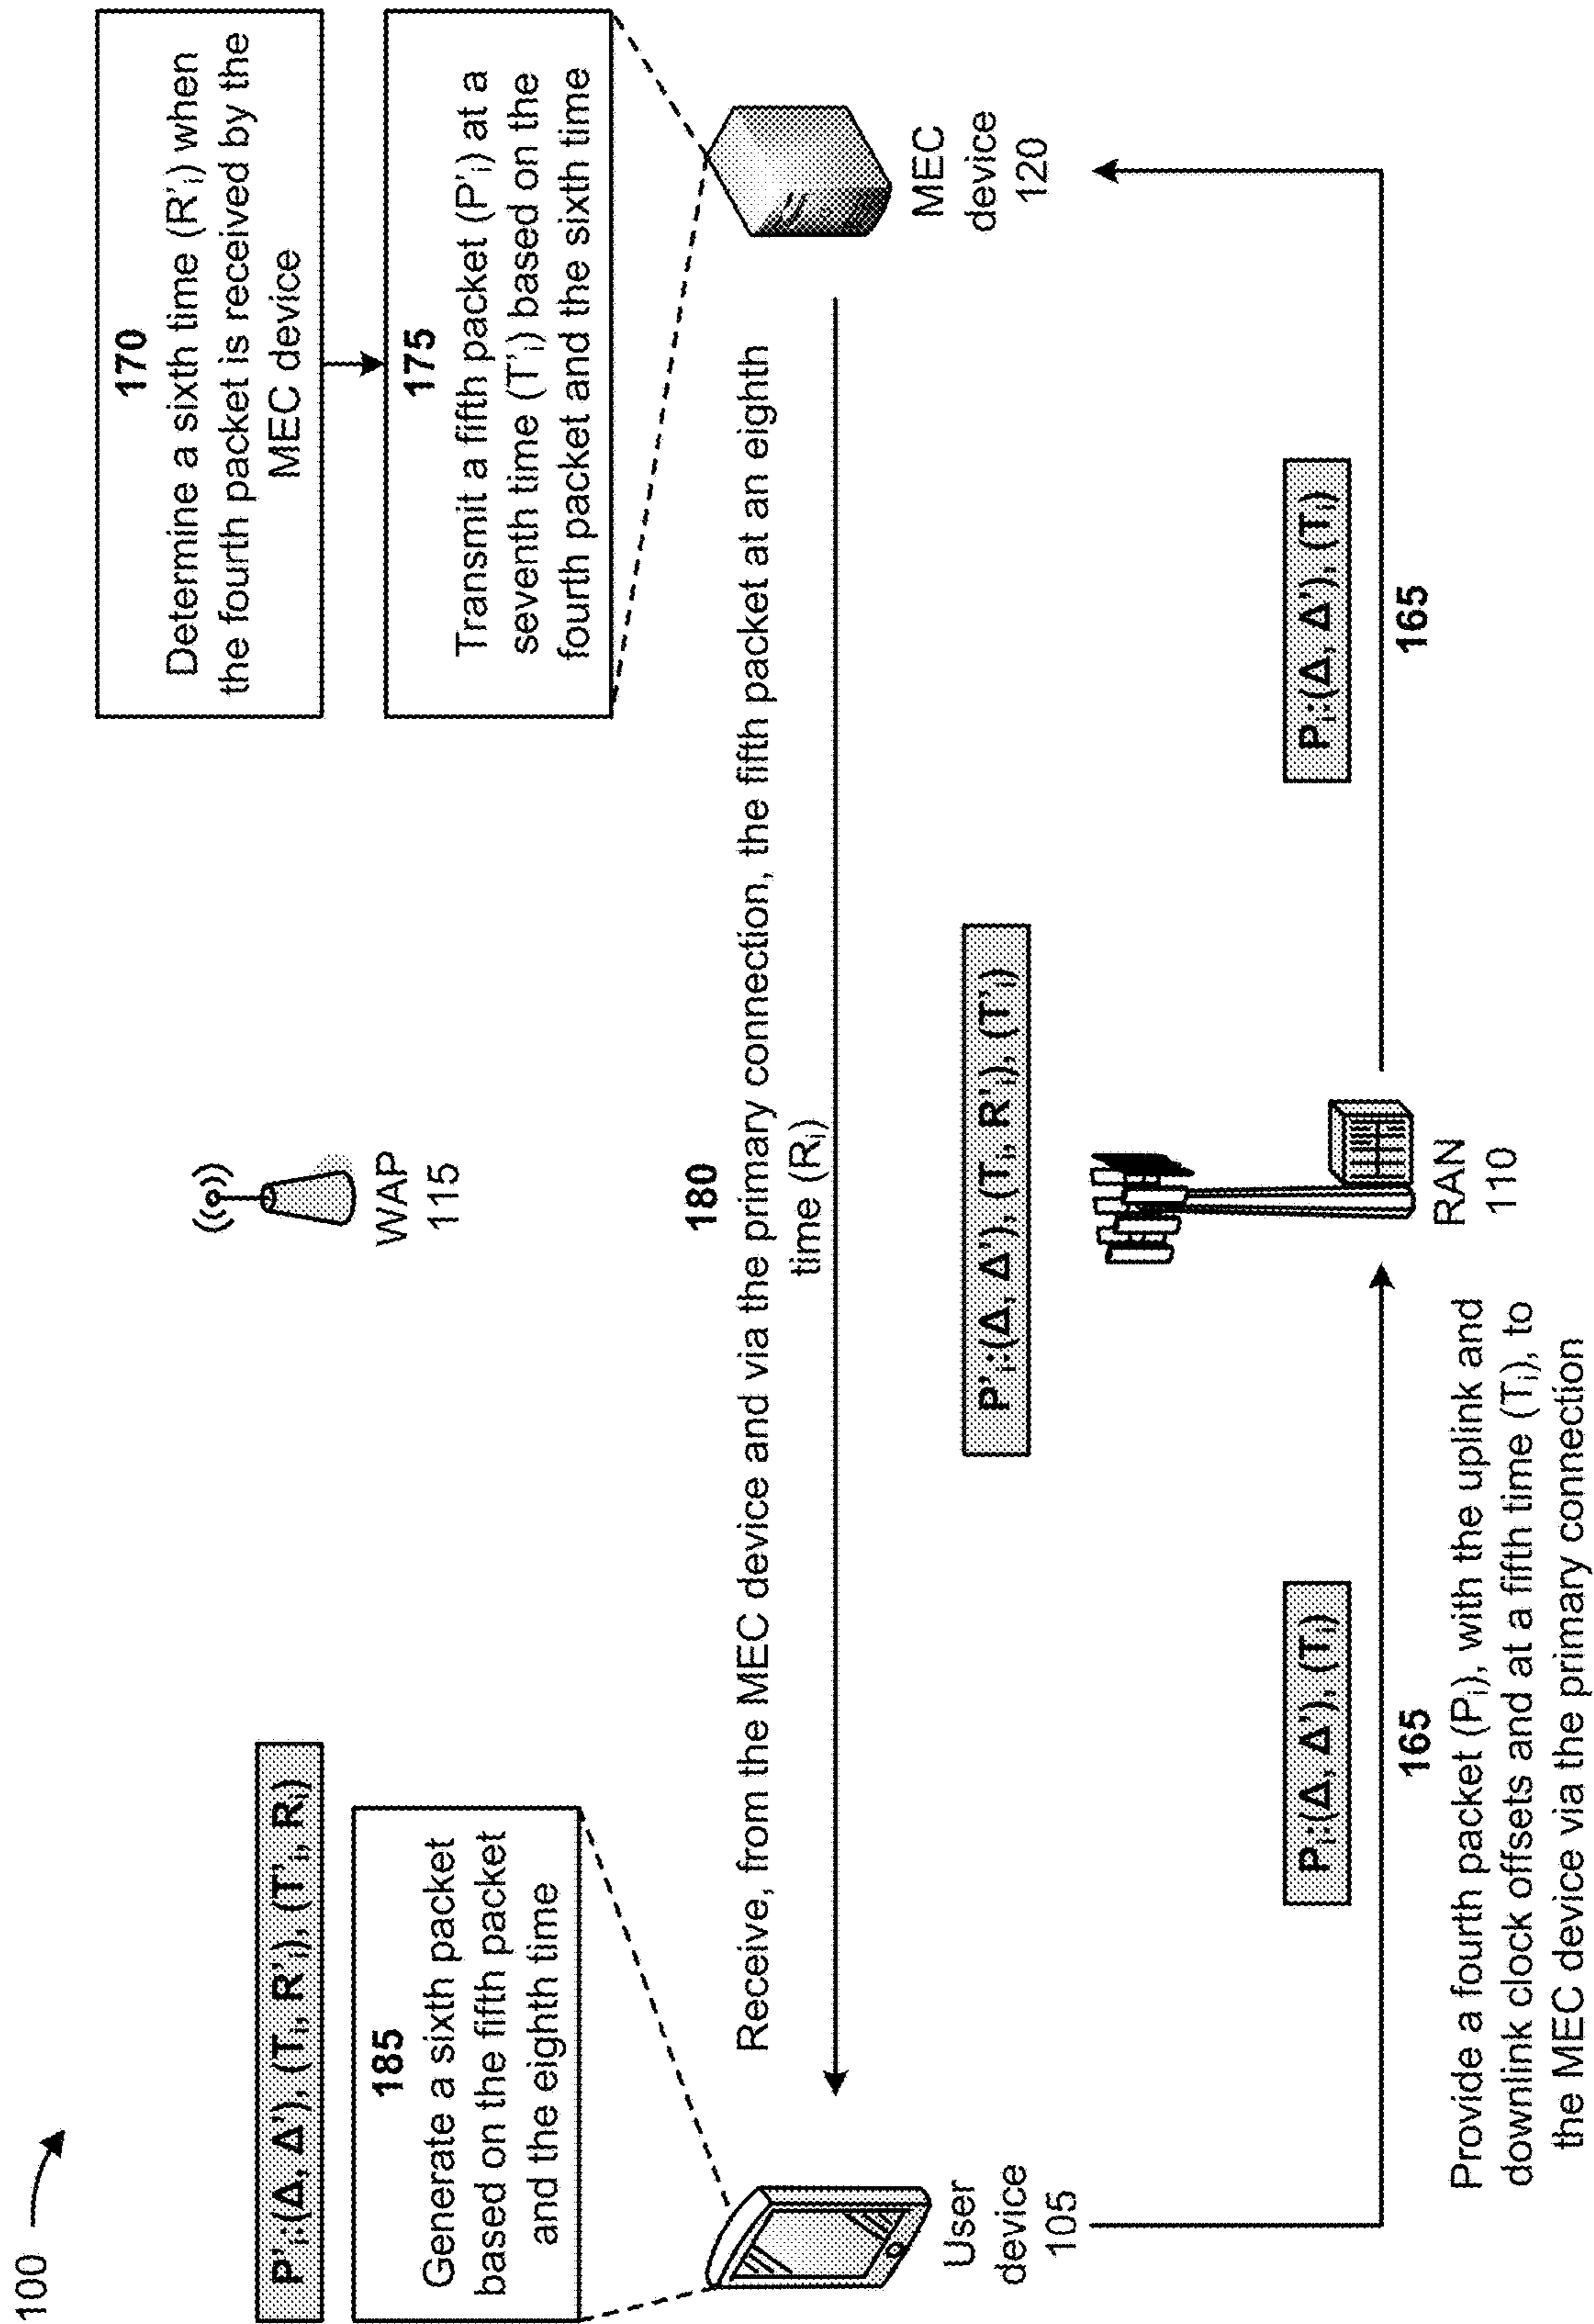 100
P'ᵢ:(Δ, Δ'), (Tᵢ, R'ᵢ), (T'ᵢ, Rᵢ)
185
Generate a sixth packet
based on the fifth packet
and the eighth time
User
device
105
WAP
115
170
Determine a sixth time (R'ᵢ) when
the fourth packet is received by the
MEC device
175
Transmit a fifth packet (P'ᵢ) at a
seventh time (T'ᵢ) based on the
fourth packet and the sixth time
MEC
device
120
180
Receive, from the MEC device and via the primary connection, the fifth packet at an eighth
time (Rᵢ)
P'ᵢ:(Δ, Δ'), (Tᵢ, R'ᵢ), (T'ᵢ)
RAN
110
Pᵢ:(Δ, Δ'), (Tᵢ)
165
Provide a fourth packet (Pᵢ), with the uplink and
downlink clock offsets and at a fifth time (Tᵢ), to
the MEC device via the primary connection
Pᵢ:(Δ, Δ'), (Tᵢ)
165